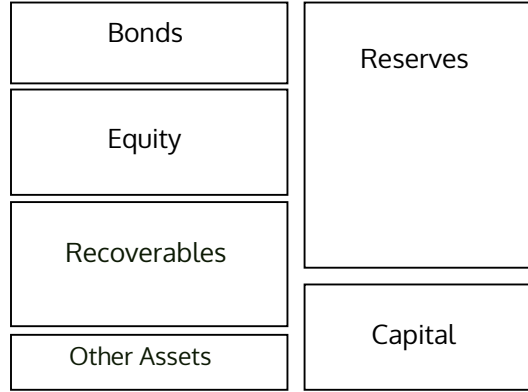 Bonds
Equity
Recoverables
Other Assets
Reserves
Capital